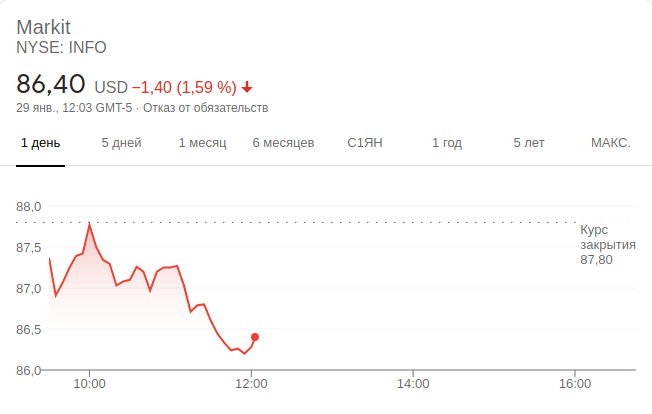 Markit
NYSE: INFO
86,40 USD −1,40 (1,59 %)
29 янв., 12:03 GMT-5 · Отказ от обязательств
1 день 5 дней 1 месяц 6 месяцев С1ЯН 1 год 5 лет МАКС.
88,0
Курс
закрытия
87,80
87,5
87,0
86,5
86,0
10:00 12:00 14:00 16:00